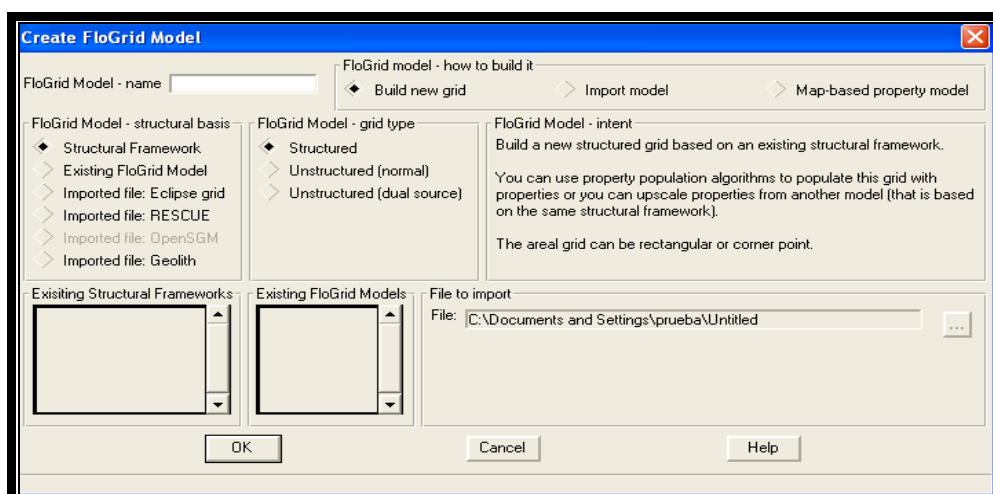 Create FloGrid Model
FloGrid Model - name
FloGrid model - how to build it
Build new grid
Import model
Map-based property model
FloGrid Model - structural basis
Structural Framework
Existing FloGrid Model
Imported file: Eclipse grid
Imported file: RESCUE
Imported file: OpenSGM
Imported file: Geolith
FloGrid Model - grid type
Structured
Unstructured (normal)
Unstructured (dual source)
FloGrid Model - intent
Build a new structured grid based on an existing structural framework.
You can use property population algorithms to populate this grid with
properties or you can upscale properties from another model (that is based
on the same structural framework).
The areal grid can be rectangular or corner point.
Exisiting Structural Frameworks
Existing FloGrid Models
File to import
File: C:\Documents and Settings\prueba\Untitled
...
OK
Cancel
Help